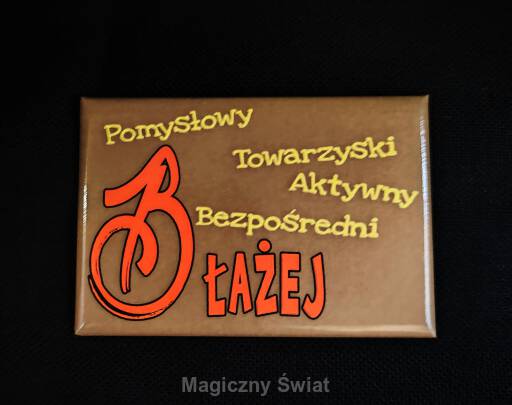 Pomysłowy
Towarzyski
Aktywny
Bezpośredni
BŁAŻEJ
Magiczny Świat